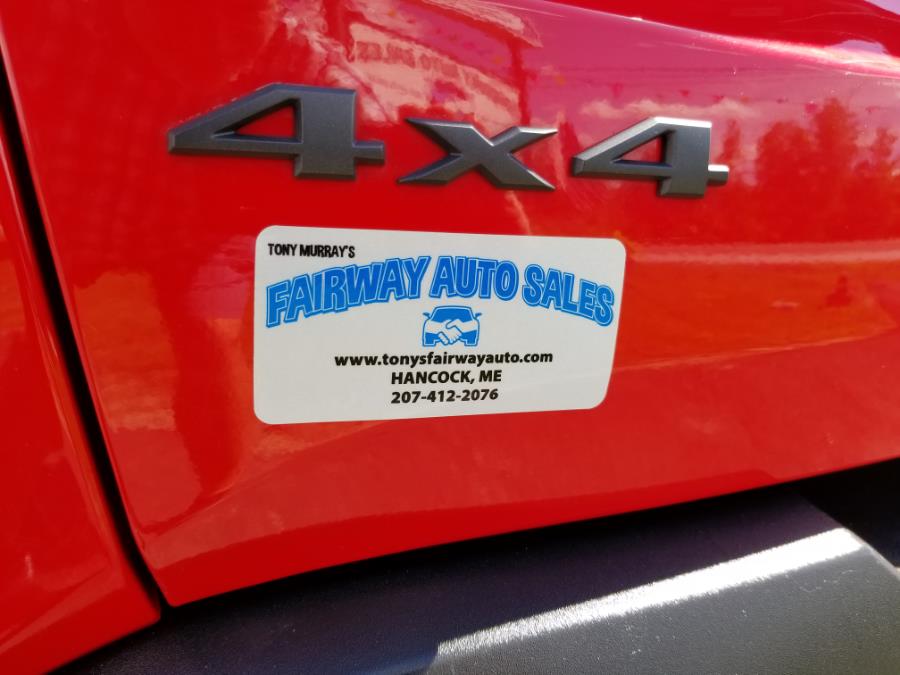 4x4
TONY MURRAY'S
FAIRWAY AUTO SALES
www.tonysfairwayauto.com
HANCOCK, ME
207-412-2076